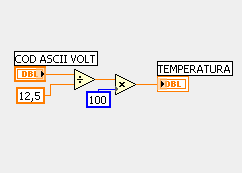 COD ASCII VOLT
DBL
÷
12,5
100
×
TEMPERATURA
DBL